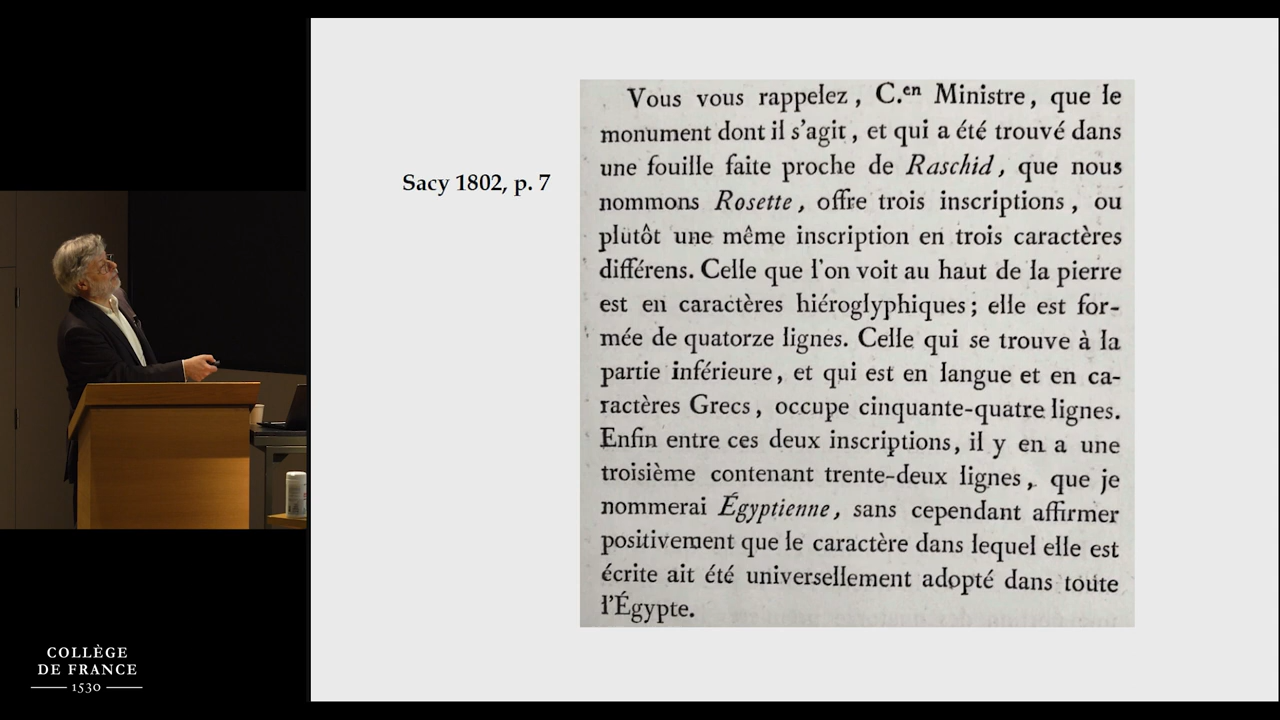 Sacy 1802, p. 7
Vous vous rappelez, C.en Ministre, que le
monument dont il s'agit, et qui a été trouvé dans
une fouille faite proche de Raschid, que nous
nommons Rosette, offre trois inscriptions, ou
plutôt une même inscription en trois caractères
différens. Celle que l'on voit au haut de la pierre
est en caractères hiéroglyphiques; elle est for-
mée de quatorze lignes. Celle qui se trouve à la
partie inférieure, et qui est en langue et en ca-
ractères Grecs, occupe cinquante-quatre lignes.
Enfin entre ces deux inscriptions, il y en a une
troisième contenant trente-deux lignes, que je
nommerai Égyptienne, sans cependant affirmer
positivement que le caractère dans lequel elle est
écrite ait été universellement adopté dans toute
l'Égypte.
COLLÈGE
DE FRANCE
1530